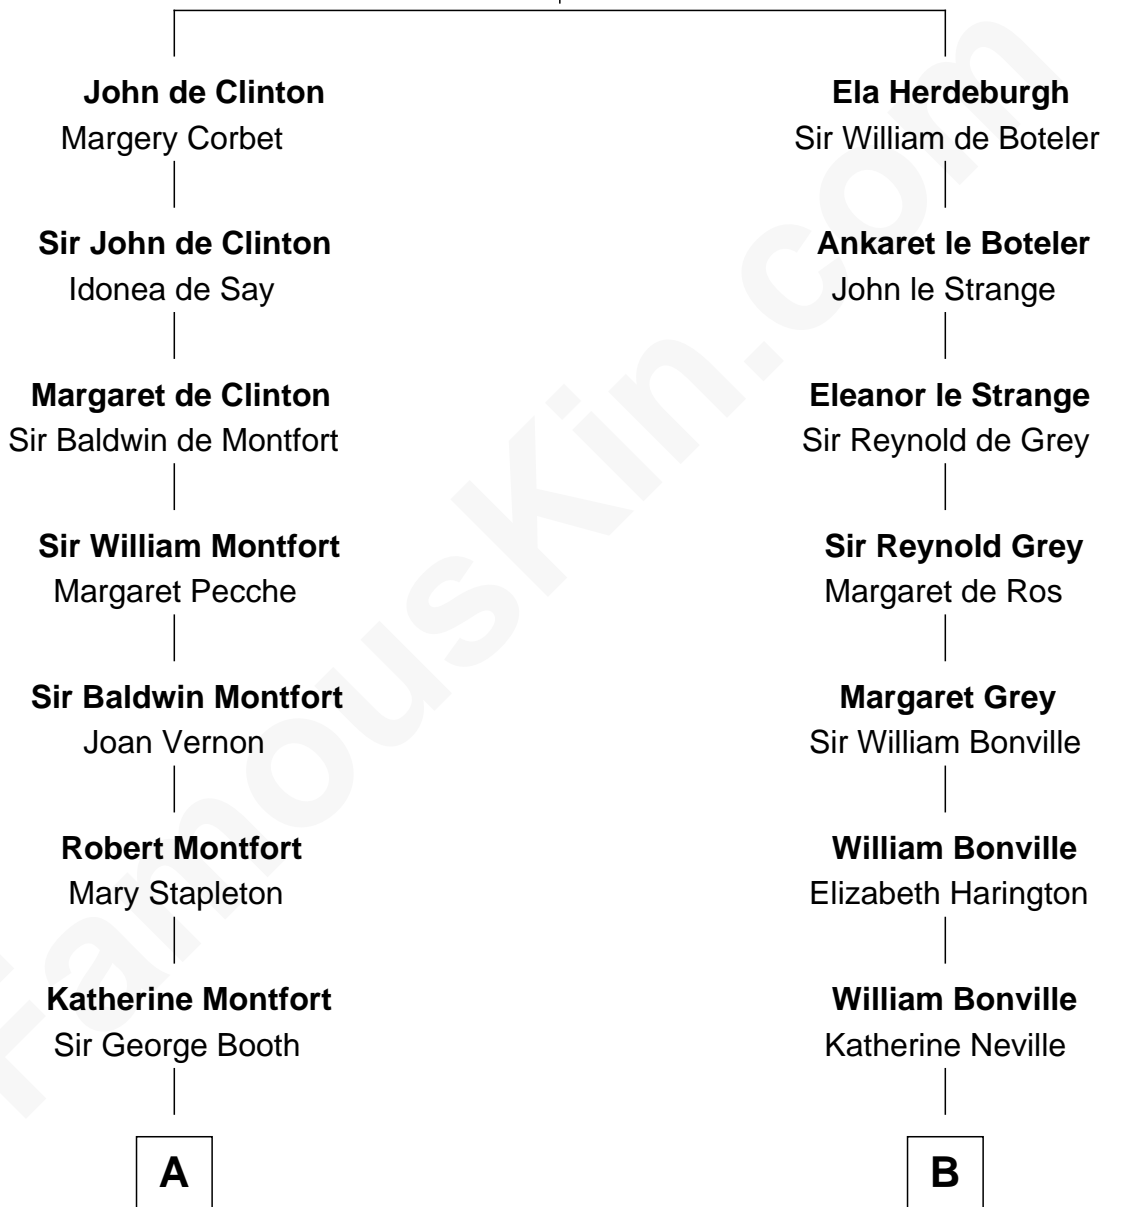 John de Clinton
Margery Corbet
Sir John de Clinton
Idonea de Say
Margaret de Clinton
Sir Baldwin de Montfort
Sir William Montfort
Margaret Pecche
Sir Baldwin Montfort
Joan Vernon
Robert Montfort
Mary Stapleton
Katherine Montfort
Sir George Booth
A
Ela Herdeburgh
Sir William de Boteler
Ankaret le Boteler
John le Strange
Eleanor le Strange
Sir Reynold de Grey
Sir Reynold Grey
Margaret de Ros
Margaret Grey
Sir William Bonville
William Bonville
Elizabeth Harington
William Bonville
Katherine Neville
B
FamousKin.com